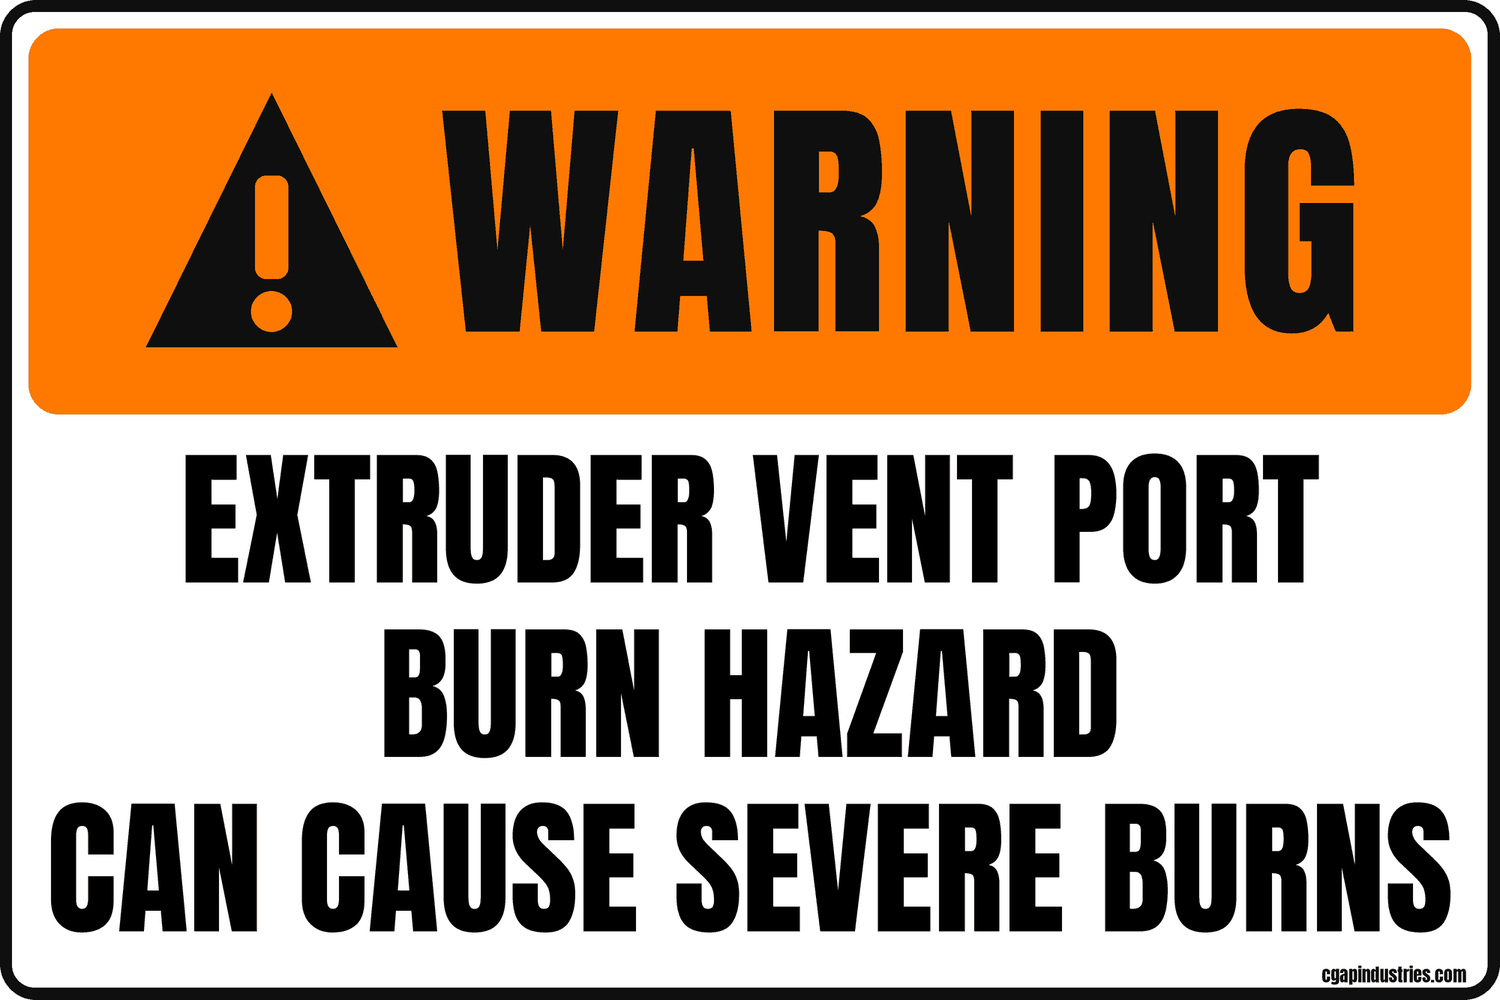 WARNING
EXTRUDER VENT PORT
BURN HAZARD
CAN CAUSE SEVERE BURNS
cgapindustries.com